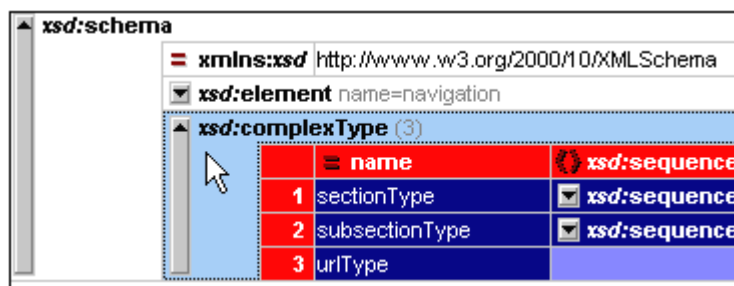 xsd:schema
= xmlns:xsd http://www.w3.org/2000/10/XMLSchema
xsd:element name=navigation
xsd:complexType (3)
= name {} xsd:sequence
1 sectionType xsd:sequence
2 subsectionType xsd:sequence
3 urlType